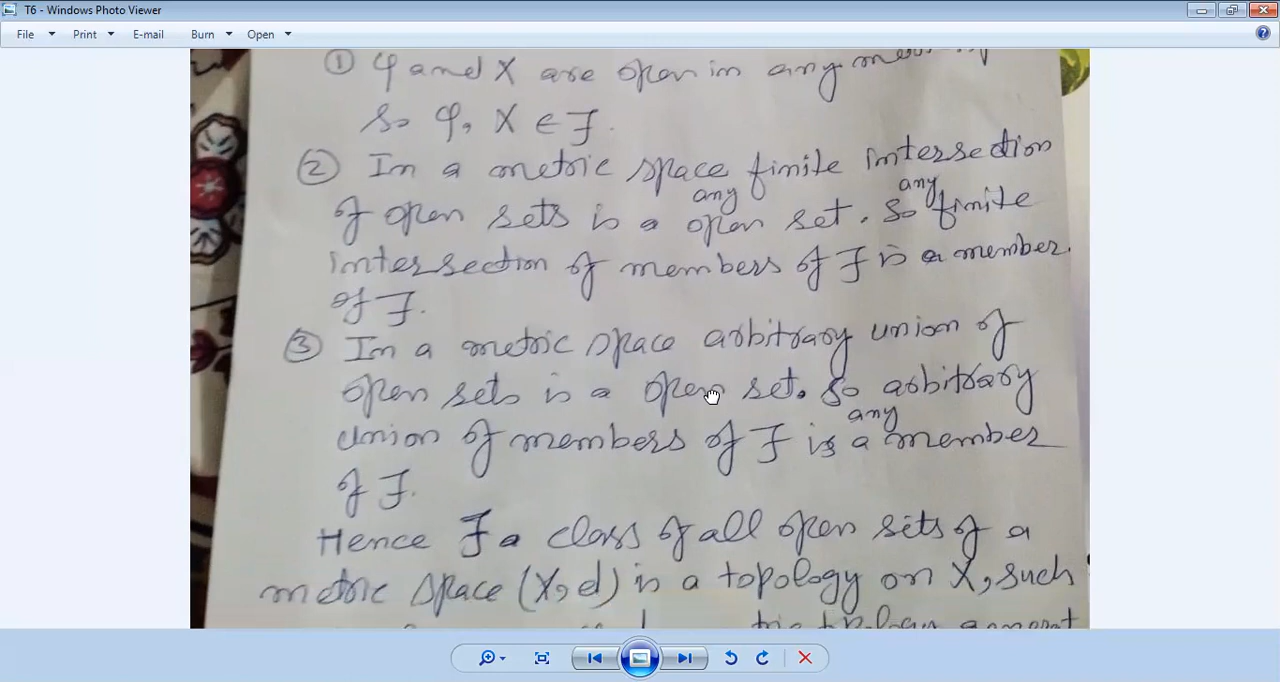 T6 - Windows Photo Viewer
File Print E-mail Burn Open
① φ and X are open in any
So φ, X ∈ J.
② In a metric space finite intersection
any any
of open sets is a open set. So finite
intersection of members of J is a member
of J.
③ In a metric space arbitrary union of
open sets is a open set. So arbitrary
any
union of members of J is a member
of J.
Hence J a class of all open sets of a
metric space (X, d) is a topology on X, such